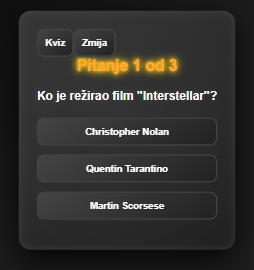 Kviz Zmija
Pitanje 1 od 3
Ko je režirao film "Interstellar"?
Christopher Nolan
Quentin Tarantino
Martin Scorsese